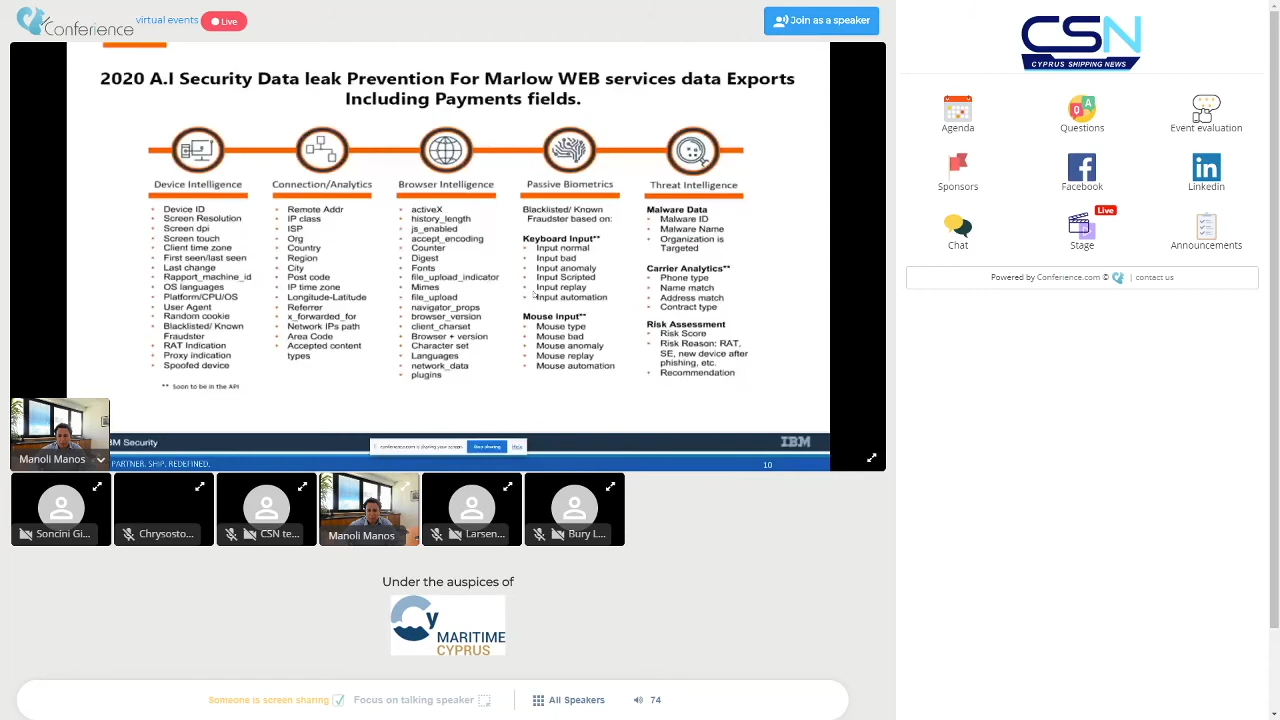 Conferience
virtual events
Live
Join as a speaker
2020 A.I Security Data leak Prevention For Marlow WEB services data Exports
Including Payments fields.
Device Intelligence
Device ID
Screen Resolution
Screen dpi
Screen touch
Client time zone
First seen/last seen
Last change
Rapport_machine_id
OS languages
Platform/CPU/OS
User Agent
Random cookie
Blacklisted/ Known
Fraudster
RAT Indication
Proxy indication
Spoofed device
** Soon to be in the API
Connection/Analytics
Remote Addr
IP class
ISP
Org
Country
Region
City
Post code
IP time zone
Longitude-Latitude
Referrer
x_forwarded_for
Network IPs path
Area Code
Accepted content
types
Browser Intelligence
activeX
history_length
js_enabled
accept_encoding
Counter
Digest
Fonts
file_upload_indicator
Mimes
file_upload
navigator_props
browser_version
client_charset
Browser + version
Character set
Languages
network_data
plugins
Passive Biometrics
Blacklisted/ Known
Fraudster based on:
Keyboard Input**
Input normal
Input bad
Input anomaly
Input Scripted
Input replay
Input automation
Mouse Input**
Mouse type
Mouse bad
Mouse anomaly
Mouse replay
Mouse automation
Threat Intelligence
Malware Data
Malware ID
Malware Name
Organization is
Targeted
Carrier Analytics**
Phone type
Name match
Address match
Contract type
Risk Assessment
Risk Score
Risk Reason: RAT,
SE, new device after
phishing, etc.
Recommendation
Manoli Manos
BM Security
conference.com is sharing your screen.
Stop sharing
Hide
IBM
PARTNER. SHIP. REDEFINED.
10
Soncini Gi...
Chrysosto...
CSN te...
Manoli Manos
Larsen...
Bury L...
Under the auspices of
Cy
MARITIME
CYPRUS
Someone is screen sharing
Focus on talking speaker
All Speakers
74
CSN
CYPRUS SHIPPING NEWS
Agenda
Q A
Questions
Event evaluation
Sponsors
Facebook
Linkedin
Chat
Live
Stage
Announcements
Powered by Conference.com © | contact us